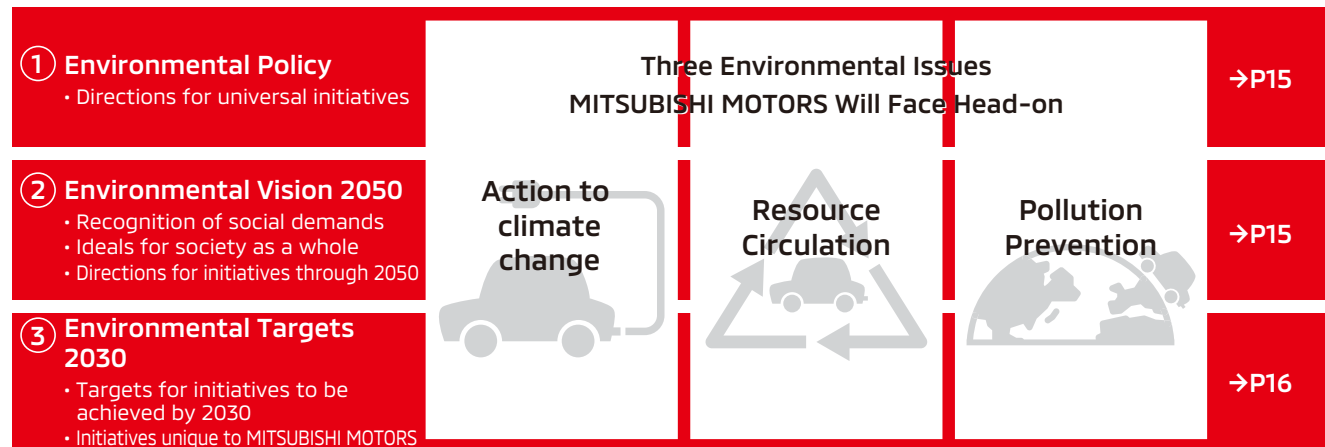 ① Environmental Policy
・Directions for universal initiatives
Three Environmental Issues
MITSUBISHI MOTORS Will Face Head-on
→P15
② Environmental Vision 2050
・Recognition of social demands
・Ideals for society as a whole
・Directions for initiatives through 2050
Action to
climate
change
Resource
Circulation
Pollution
Prevention
→P15
③ Environmental Targets
2030
・Targets for initiatives to be
achieved by 2030
・Initiatives unique to MITSUBISHI MOTORS
→P16